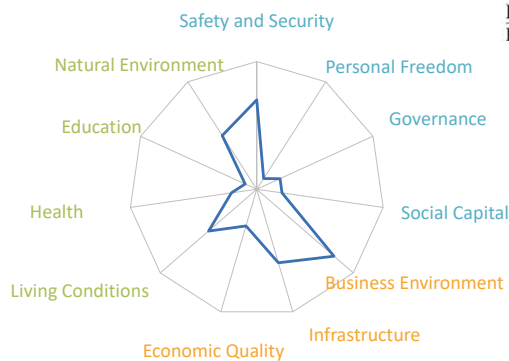 Safety and Security
Natural Environment
Personal Freedom
Education
Governance
Health
Social Capital
Living Conditions
Business Environment
Economic Quality
Infrastructure